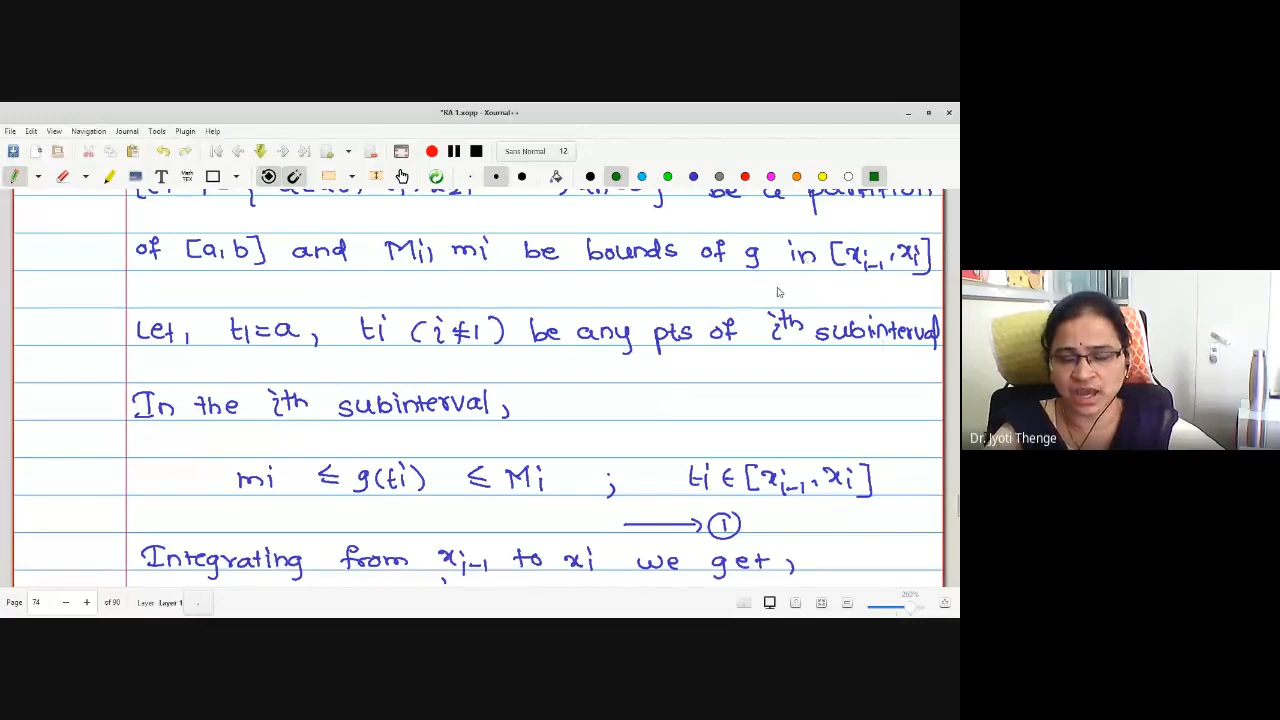 *RA 1.xopp - Xournal++
File Edit View Navigation Journal Tools Plugin Help
Sans Normal 12
be a partition
of [a, b] and Mi, mi be bounds of g in [xi-1, xi]
Let, t1=a, ti (i≠1) be any pts of ith subinterval
In the ith subinterval,
mi ≤ g(ti) ≤ Mi ; ti ∈ [xi-1, xi]
→ ①
Integrating from xi-1 to xi we get,
Page 74 - + of 90 Layer Layer 1 260%
Dr. Jyoti Thenge